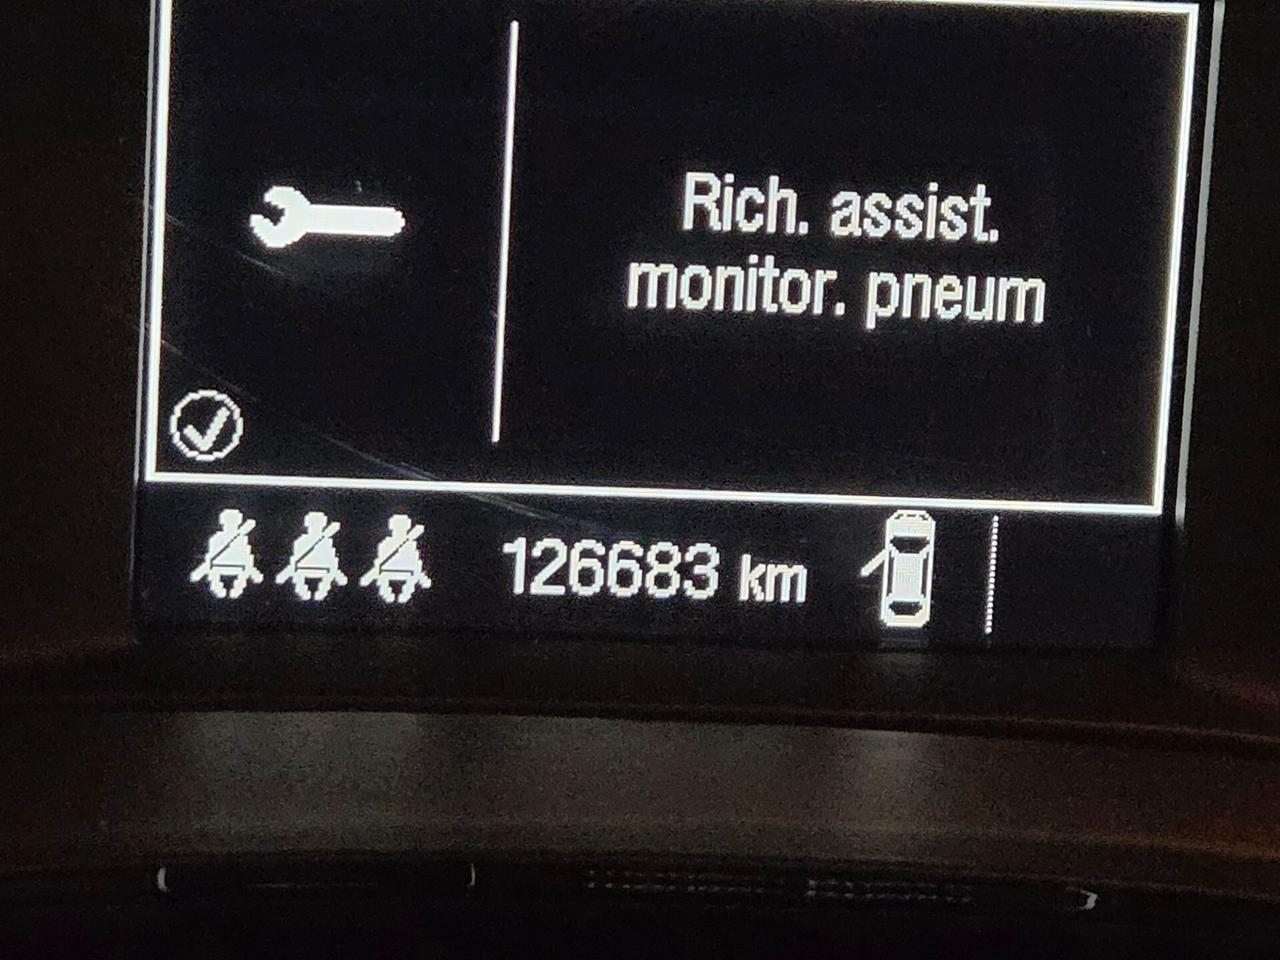 Rich. assist.
monitor. pneum
126683 km